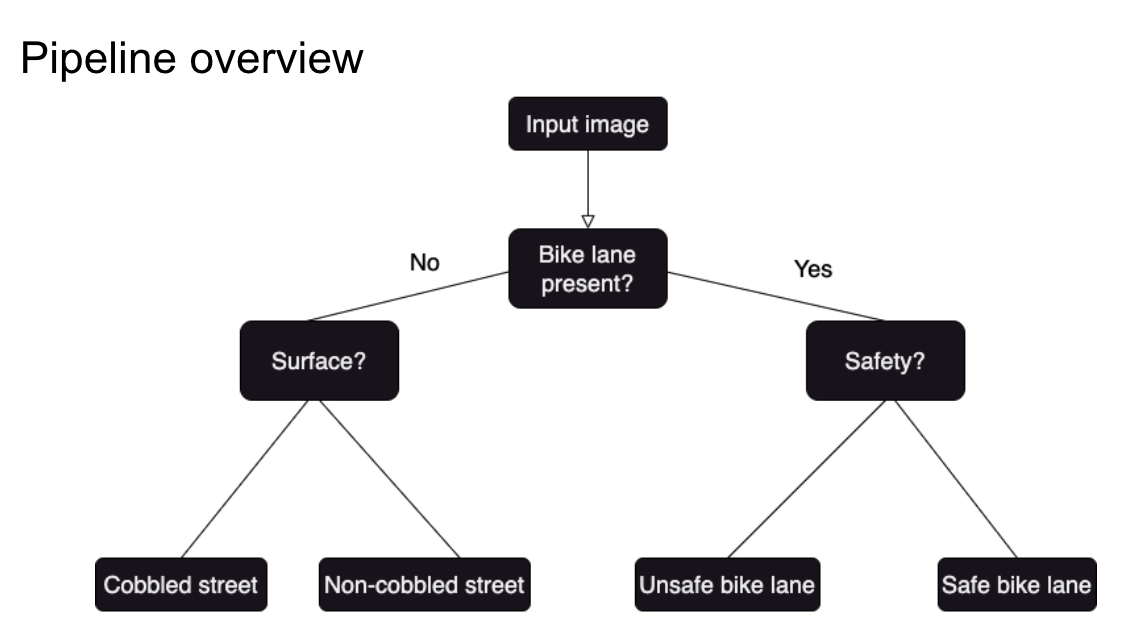 Pipeline overview
Input image
Bike lane
present?
No
Yes
Surface?
Safety?
Cobbled street
Non-cobbled street
Unsafe bike lane
Safe bike lane